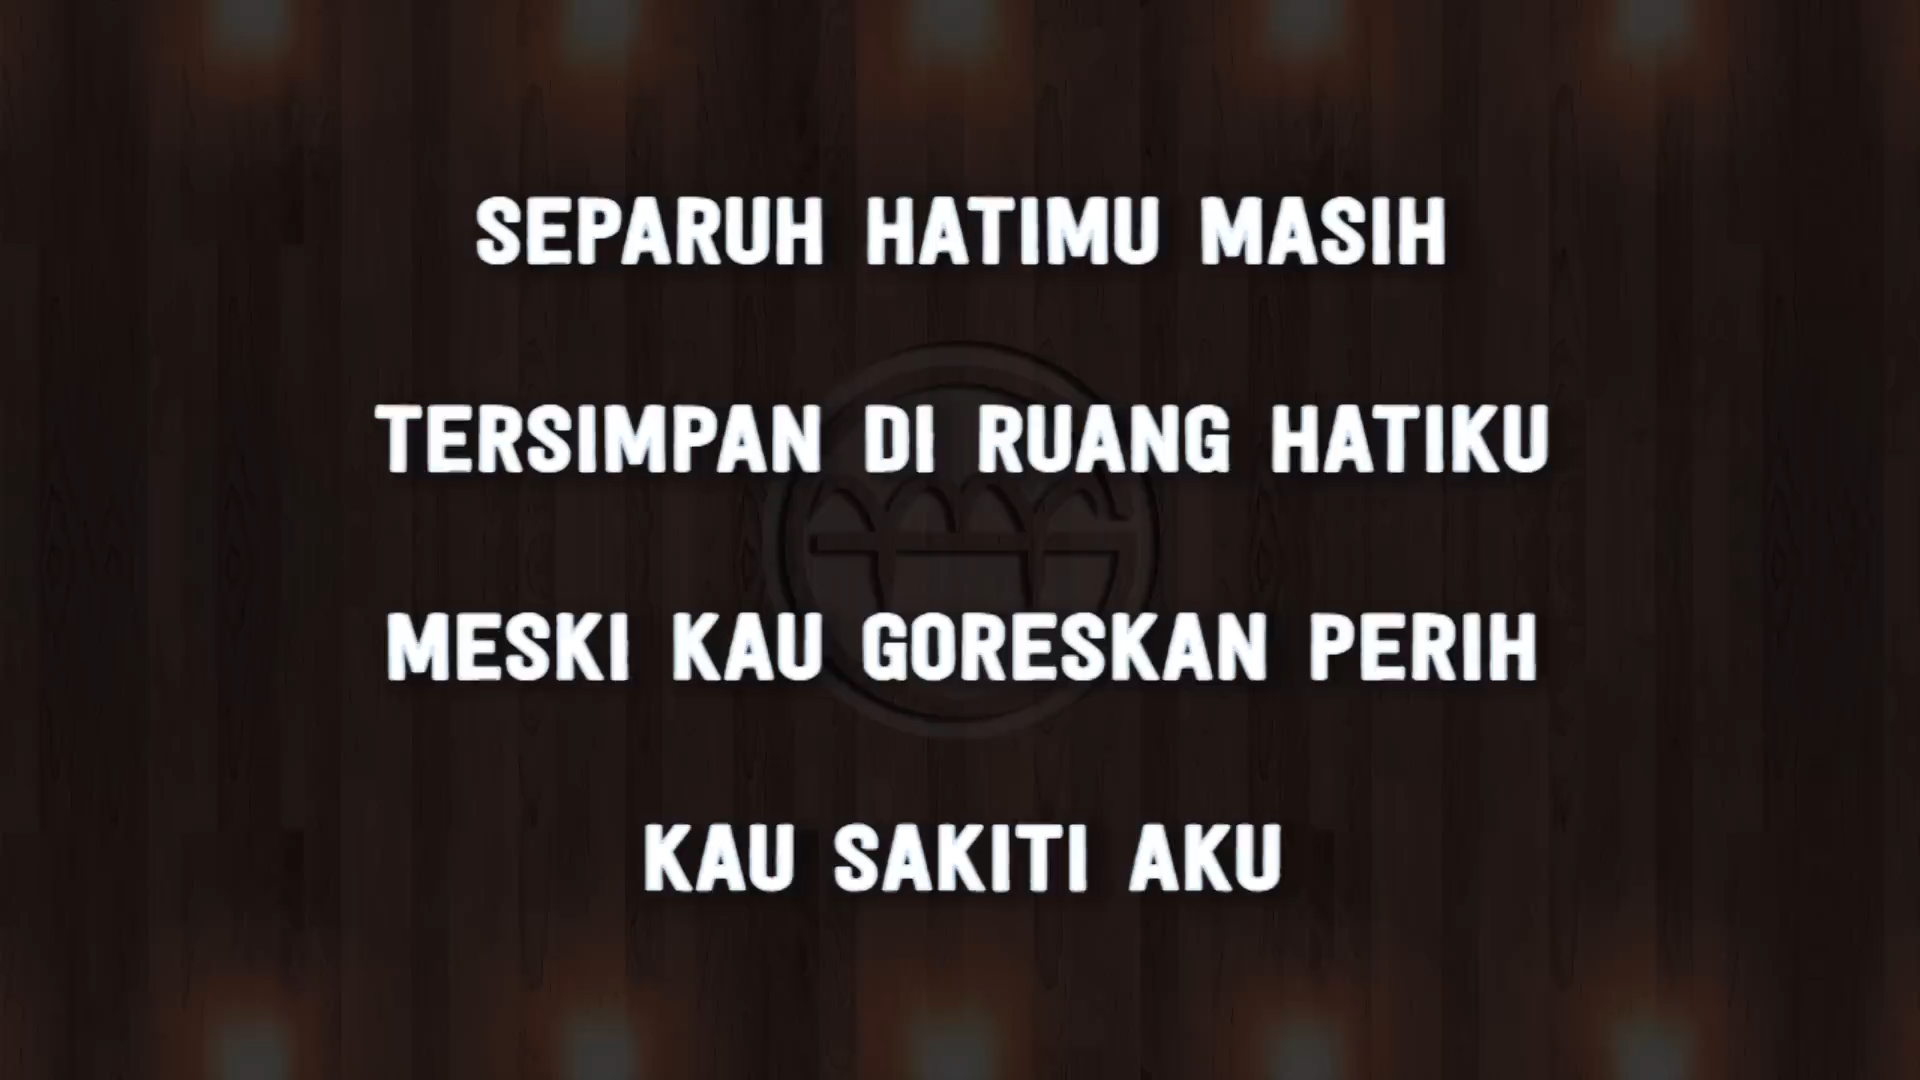 SEPARUH HATIMU MASIH
TERSIMPAN DI RUANG HATIKU
MESKI KAU GORESKAN PERIH
KAU SAKITI AKU